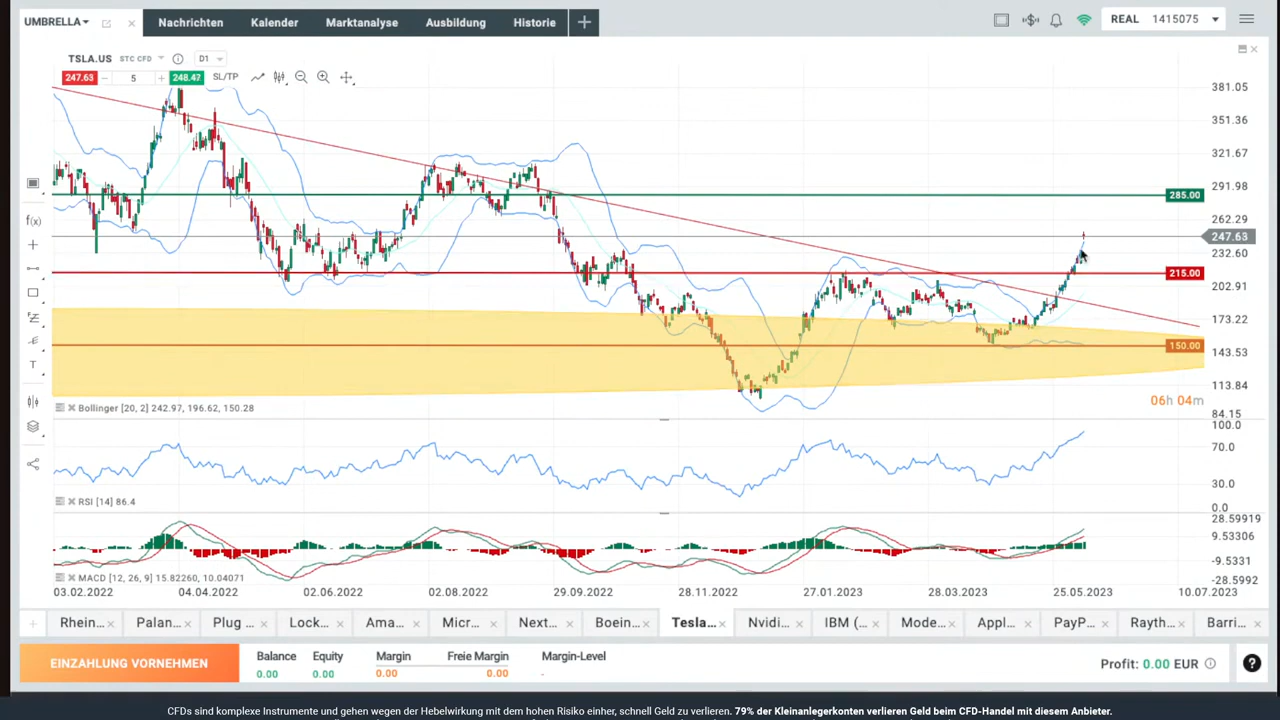 UMBRELLA Nachrichten Kalender Marktanalyse Ausbildung Historie REAL 1415075
TSLA.US STC CFD D1
247.63 5 248.47 SL/TP
381.05
351.36
321.67
291.98
285.00
262.29
247.63
232.60
215.00
202.91
173.22
150.00
143.53
113.84
06h 04m
84.15
Bollinger [20, 2] 242.97, 196.62, 150.28
100.0
70.0
30.0
RSI [14] 86.4
0.0
28.59919
9.53306
-9.5331
MACD [12, 26, 9] 15.82260, 10.04071
-28.5992
03.02.2022 04.04.2022 02.06.2022 02.08.2022 29.09.2022 28.11.2022 27.01.2023 28.03.2023 25.05.2023 10.07.2023
f(x)
T
Rhein... Palan... Plug ... Lock... Ama... Micr... Next... Boein... Tesla... Nvidi... IBM (... Mode... Appl... PayP... Rayth... Barri...
EINZAHLUNG VORNEHMEN
Balance Equity Margin Freie Margin Margin-Level
0.00 0.00 0.00 0.00 -
Profit: 0.00 EUR
?
CFDs sind komplexe Instrumente und gehen wegen der Hebelwirkung mit dem hohen Risiko einher, schnell Geld zu verlieren. 79% der Kleinanlegerkonten verlieren Geld beim CFD-Handel mit diesem Anbieter.